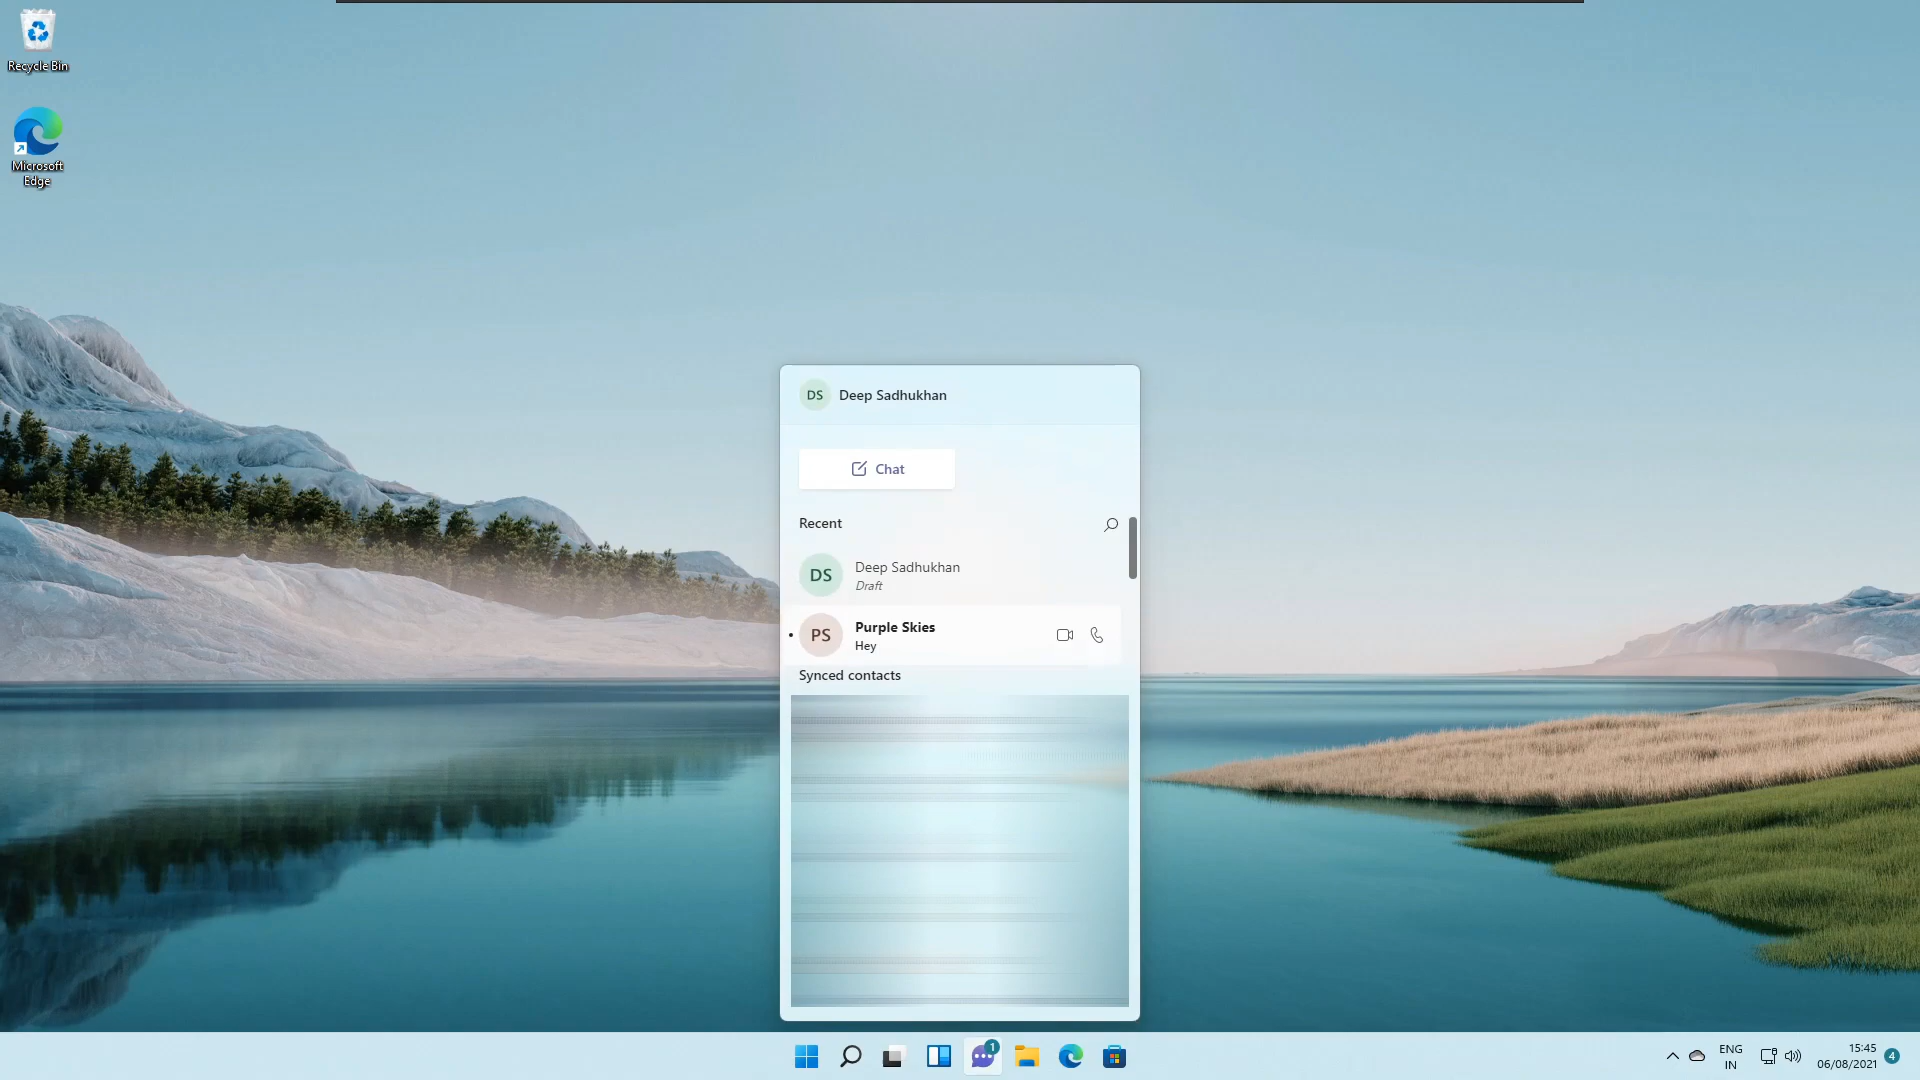 Recycle Bin
Microsoft
Edge
DS Deep Sadhukhan
Chat
Recent
DS Deep Sadhukhan
Draft
PS Purple Skies
Hey
Synced contacts
1
ENG
IN
15:45
06/08/2021
4